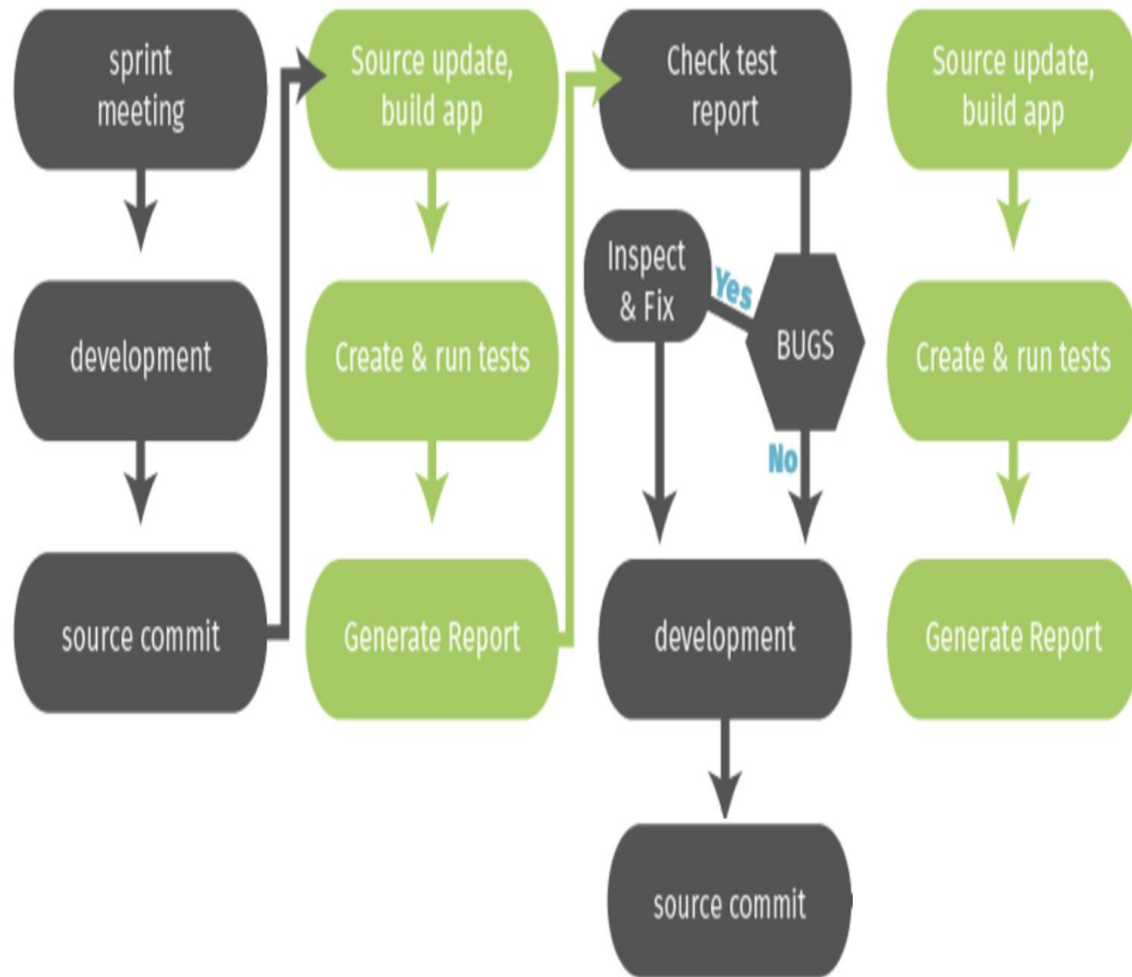 sprint
meeting
development
source commit
Source update,
build app
Create & run tests
Generate Report
Check test
report
Inspect
& Fix
Yes
BUGS
No
development
source commit
Source update,
build app
Create & run tests
Generate Report